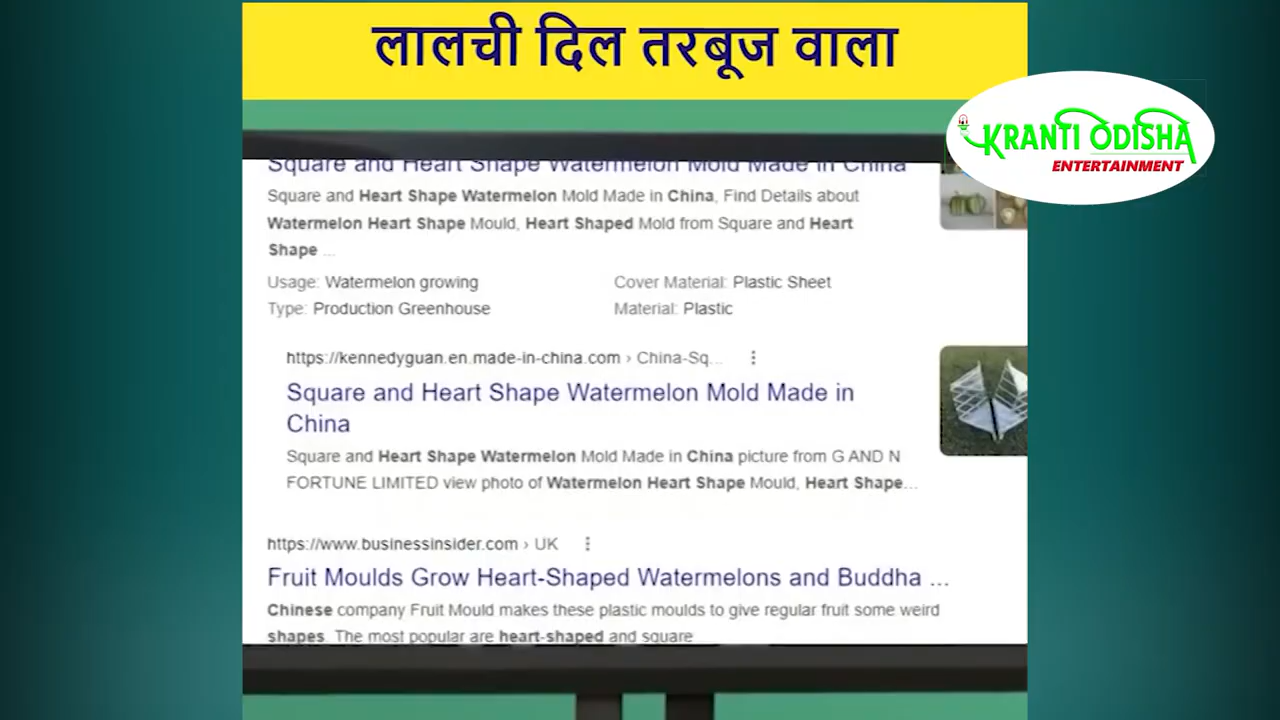 लालची दिल तरबूज वाला
KRANTI ODISHA
ENTERTAINMENT
Square and Heart Shape Watermelon Mold Made in China
Square and Heart Shape Watermelon Mold Made in China, Find Details about
Watermelon Heart Shape Mould, Heart Shaped Mold from Square and Heart
Shape ...
Usage: Watermelon growing Cover Material: Plastic Sheet
Type: Production Greenhouse Material: Plastic
https://kennedyguan.en.made-in-china.com › China-Sq...
Square and Heart Shape Watermelon Mold Made in
China
Square and Heart Shape Watermelon Mold Made in China picture from G AND N
FORTUNE LIMITED view photo of Watermelon Heart Shape Mould, Heart Shape...
https://www.businessinsider.com › UK
Fruit Moulds Grow Heart-Shaped Watermelons and Buddha ...
Chinese company Fruit Mould makes these plastic moulds to give regular fruit some weird
shapes. The most popular are heart-shaped and square